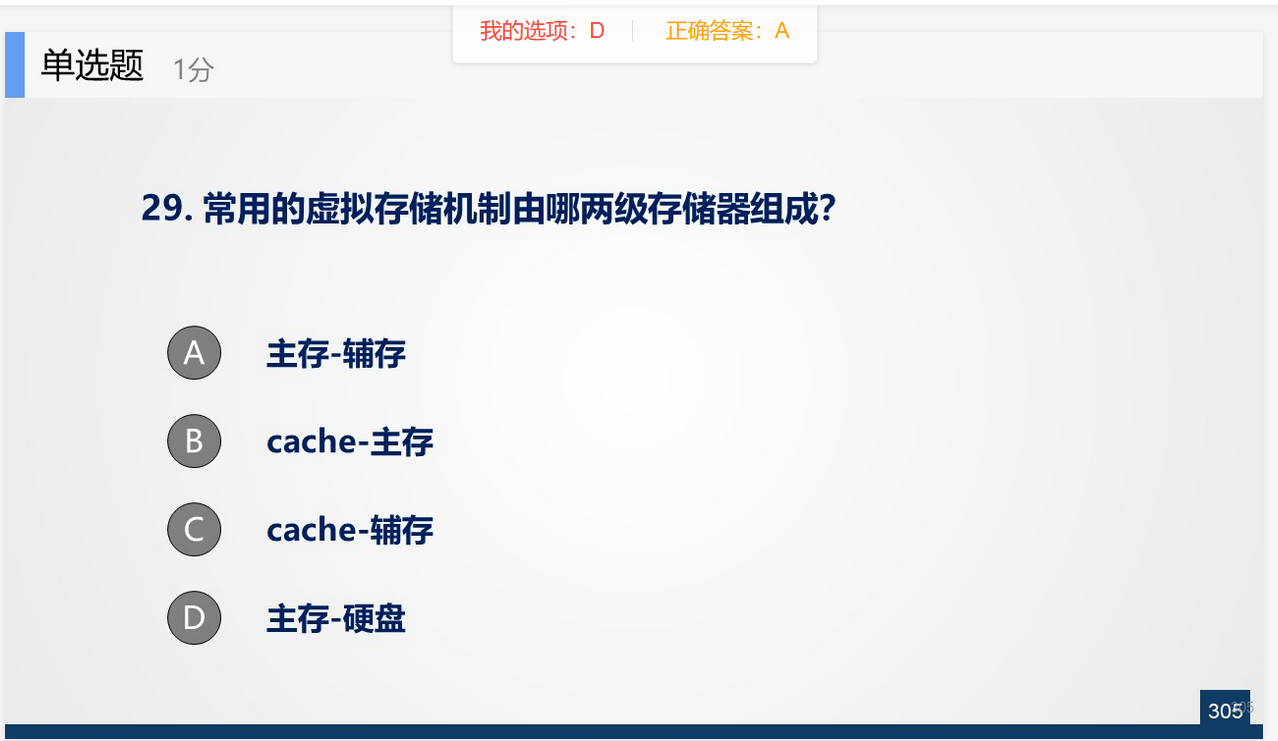 我的选项：D 正确答案：A
单选题 1分
29. 常用的虚拟存储机制由哪两级存储器组成？
A 主存-辅存
B cache-主存
C cache-辅存
D 主存-硬盘
305 305